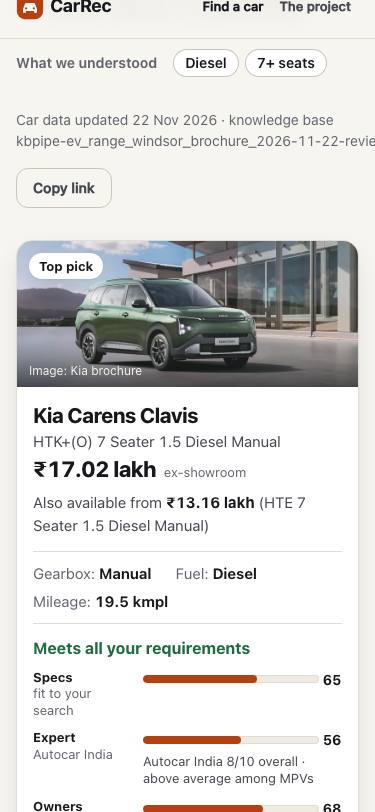 CarRec
Find a car The project
What we understood Diesel 7+ seats
Car data updated 22 Nov 2026 · knowledge base
kbpipe-ev_range_windsor_brochure_2026-11-22-revie
Copy link
Top pick
Image: Kia brochure
Kia Carens Clavis
HTK+(O) 7 Seater 1.5 Diesel Manual
₹17.02 lakh ex-showroom
Also available from ₹13.16 lakh (HTE 7
Seater 1.5 Diesel Manual)
Gearbox: Manual Fuel: Diesel
Mileage: 19.5 kmpl
Meets all your requirements
Specs 65
fit to your
search
Expert 56
Autocar India
Autocar India 8/10 overall ·
above average among MPVs
Owners 68